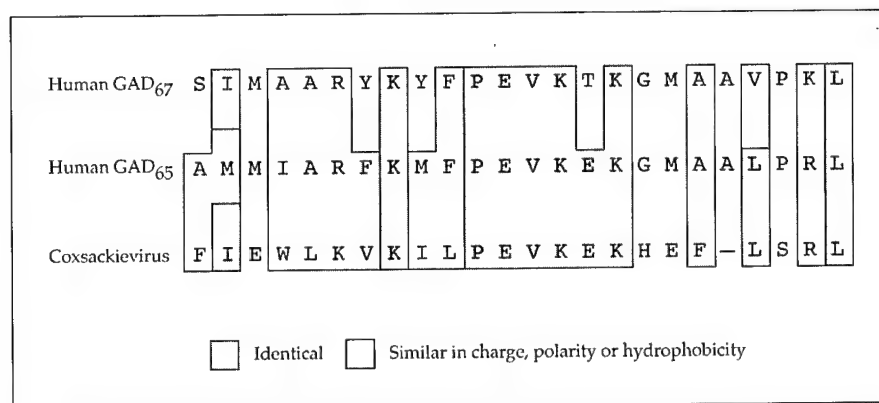 Human GAD67 S I M A A R Y K Y F P E V K T K G M A A V P K L
Human GAD65 A M M I A R F K M F P E V K E K G M A A L P R L
Coxsackievirus F I E W L K V K I L P E V K E K H E F – L S R L
Identical Similar in charge, polarity or hydrophobicity